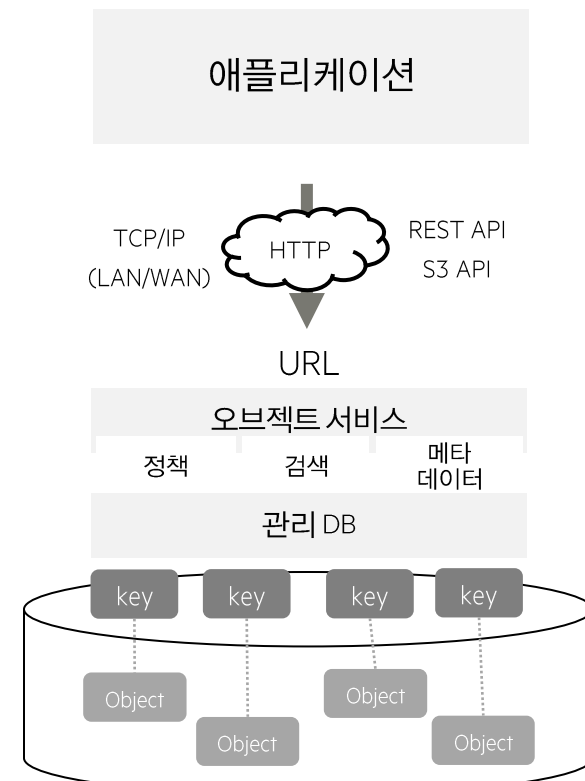 애플리케이션
TCP/IP
(LAN/WAN)
HTTP
REST API
S3 API
URL
오브젝트 서비스
정책
검색
메타
데이터
관리 DB
key
key
key
key
Object
Object
Object
Object